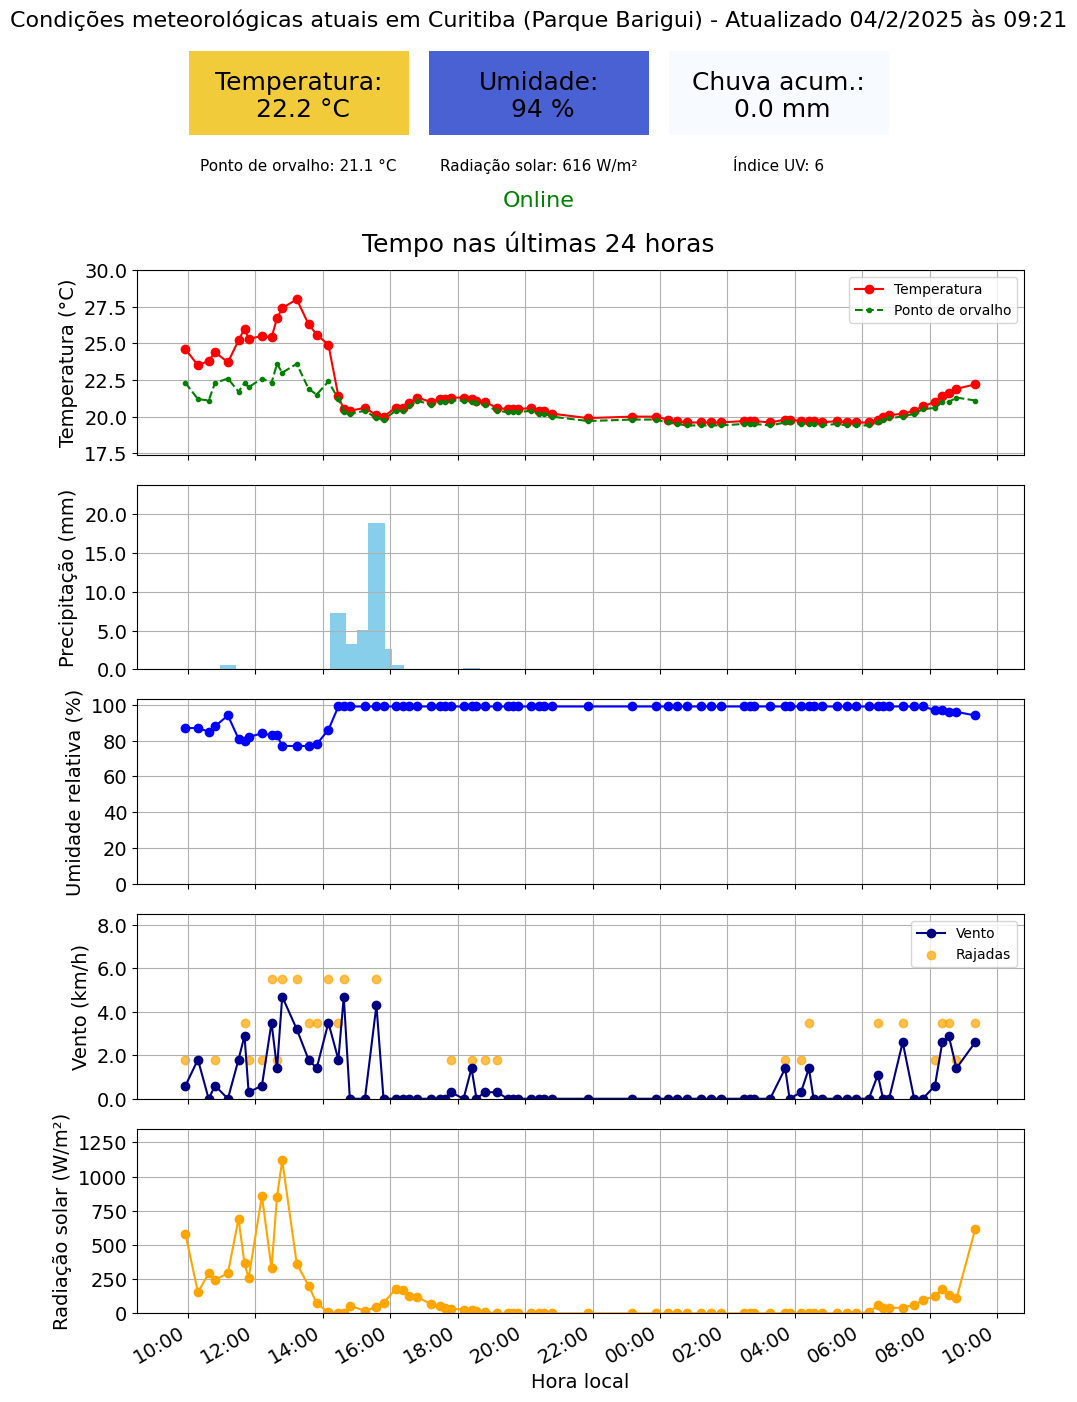 Condições meteorológicas atuais em Curitiba (Parque Barigui) - Atualizado 04/2/2025 às 09:21
Temperatura:
22.2 °C
Umidade:
94 %
Chuva acum.:
0.0 mm
Ponto de orvalho: 21.1 °C
Radiação solar: 616 W/m²
Índice UV: 6
Online
Tempo nas últimas 24 horas
Temperatura (°C)
30.0
27.5
25.0
22.5
20.0
17.5
Temperatura
Ponto de orvalho
Precipitação (mm)
20.0
15.0
10.0
5.0
0.0
Umidade relativa (%)
100
80
60
40
20
0
Vento (km/h)
8.0
6.0
4.0
2.0
0.0
Vento
Rajadas
Radiação solar (W/m²)
1250
1000
750
500
250
0
10:00
12:00
14:00
16:00
18:00
20:00
22:00
00:00
02:00
04:00
06:00
08:00
10:00
Hora local